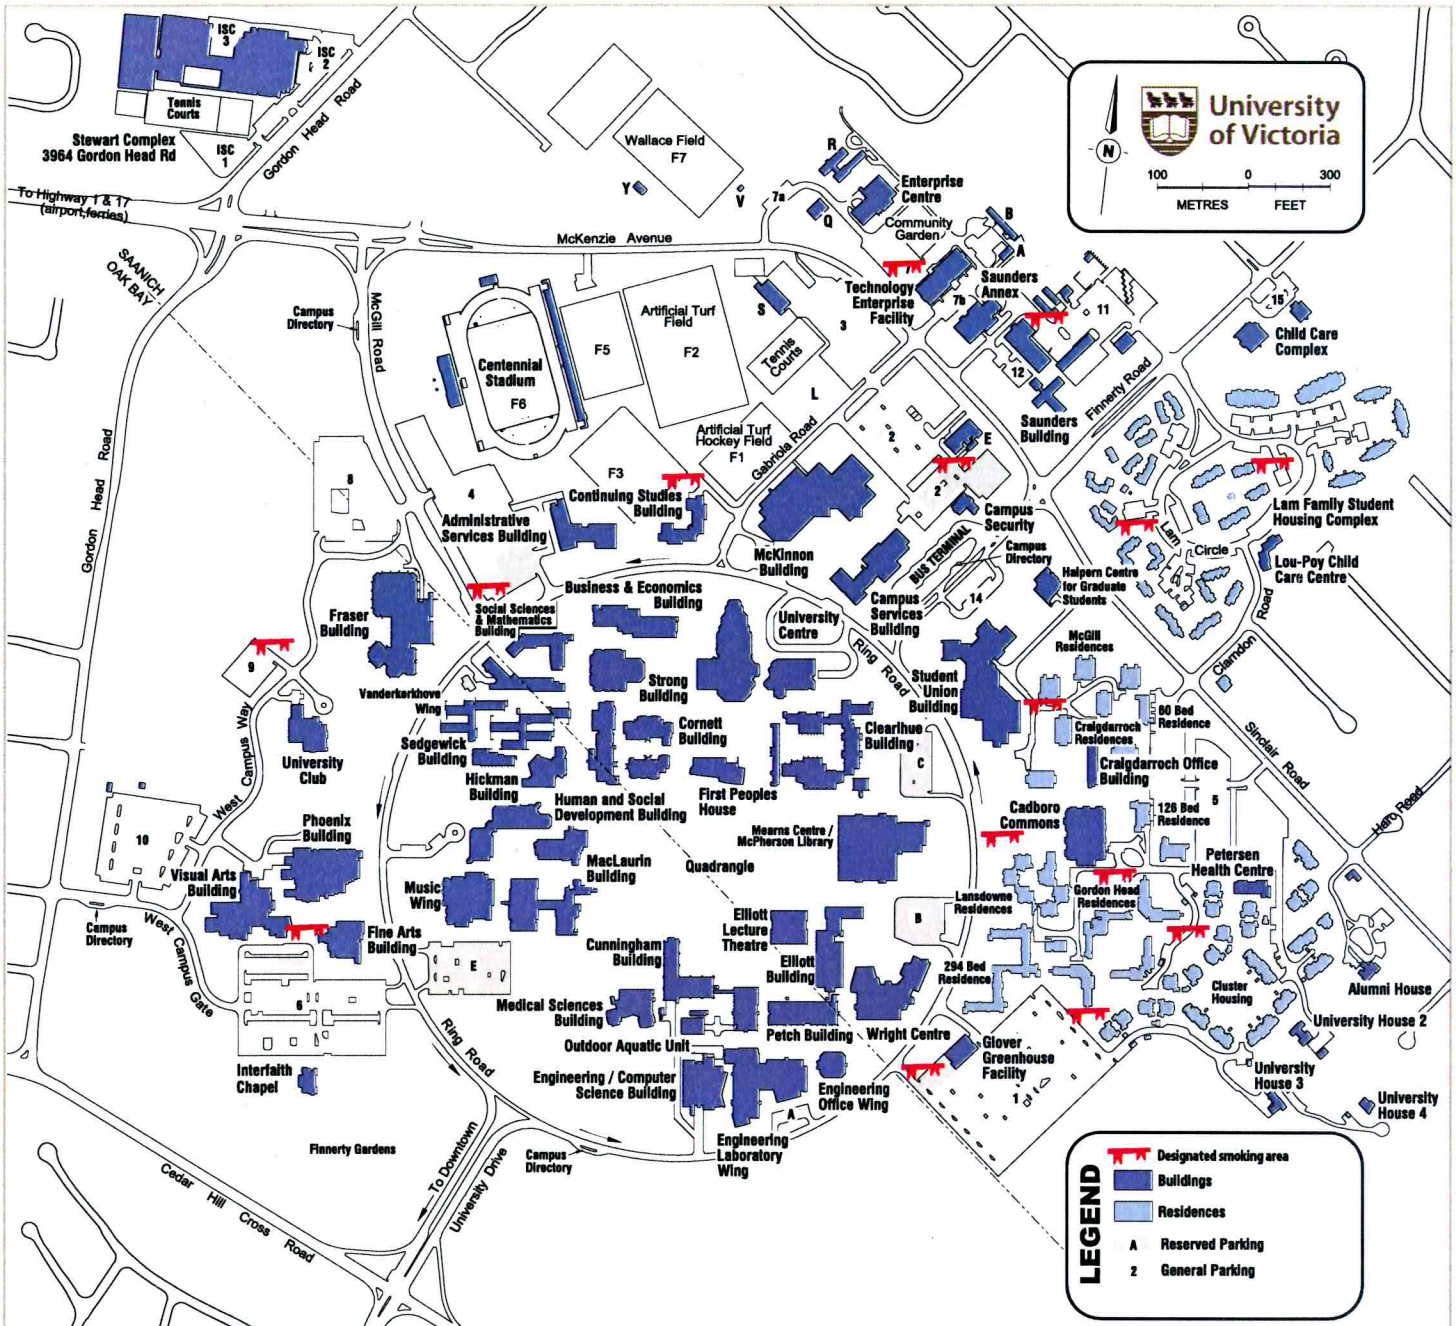 ISC
3
ISC
2
Tennis
Courts
Stewart Complex
3964 Gordon Head Rd
ISC
1
Gordon Head Road
To Highway 1 & 17
(airport,ferries)
SAANICH
OAK BAY
Wallace Field
F7
Y
V
7a
R
Q
Enterprise
Centre
Community
Garden
B
A
McKenzie Avenue
University
of Victoria
N
100 0 300
METRES FEET
Campus
Directory
McGill Road
Centennial
Stadium
F6
F5
Artificial Turf
Field
F2
S
3
Tennis
Courts
L
Technology
Enterprise
Facility
7
7b
Saunders
Annex
11
12
15
Child Care
Complex
Saunders
Building
Finnerty Road
Gordon Head Road
8
4
F3
Artificial Turf
Hockey Field
F1
Gabriola Road
2
E
2
Continuing Studies
Building
Administrative
Services Building
McKinnon
Building
Campus
Security
BUS TERMINAL
Campus
Directory
14
Campus
Services
Building
Halpern Centre
for Graduate
Students
Lam
Circle
Lam Family Student
Housing Complex
Lou-Poy Child
Care Centre
Clarndon
Road
Fraser
Building
Social Sciences
& Mathematics
Building
Business & Economics
Building
University
Centre
Ring Road
Student
Union
Building
McGill
Residences
9
Vanderkerkhove
Wing
Strong
Building
Sedgewick
Building
Cornett
Building
Clearihue
Building
C
Craigdarroch
Residences
60 Bed
Residence
Sinclair Road
West Campus Way
University
Club
Hickman
Building
Human and Social
Development Building
First Peoples
House
Craigdarroch Office
Building
5
126 Bed
Residence
Haro Road
10
Phoenix
Building
Visual Arts
Building
Music
Wing
MacLaurin
Building
Quadrangle
Mearns Centre /
McPherson Library
Cadboro
Commons
Petersen
Health Centre
Campus
Directory
West Campus Gate
Fine Arts
Building
E
Elliott
Lecture
Theatre
B
Lansdowne
Residences
Gordon Head
Residences
Cunningham
Building
Elliott
Building
294 Bed
Residence
Cluster
Housing
Alumni House
6
Medical Sciences
Building
Petch Building
Wright Centre
University House 2
Interfaith
Chapel
Ring Road
Outdoor Aquatic Unit
Engineering / Computer
Science Building
Engineering
Office Wing
Glover
Greenhouse
Facility
1
University
House 3
University
House 4
A
Engineering
Laboratory
Wing
Finnerty Gardens
Campus
Directory
To Downtown
University Drive
Cedar Hill Cross Road
LEGEND
Designated smoking area
Buildings
Residences
A Reserved Parking
2 General Parking